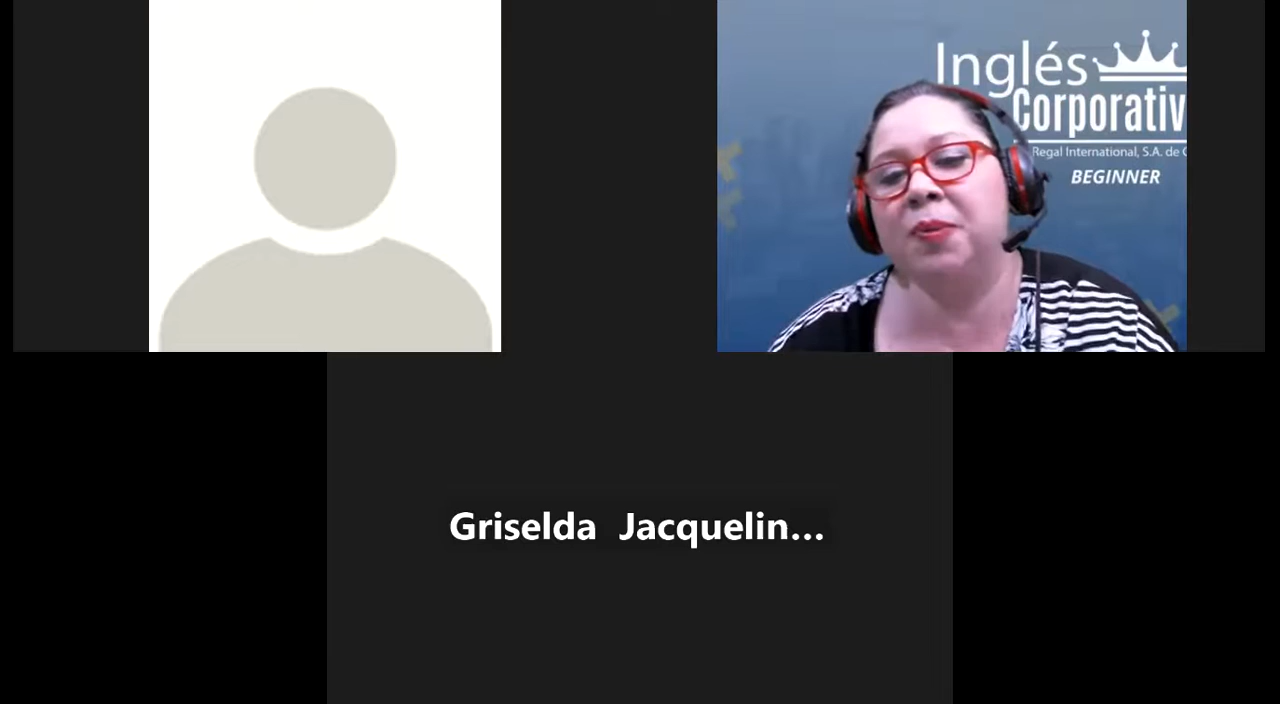 Inglés
Corporativ
Regal International, S.A. de C
BEGINNER
Griselda Jacquelin...